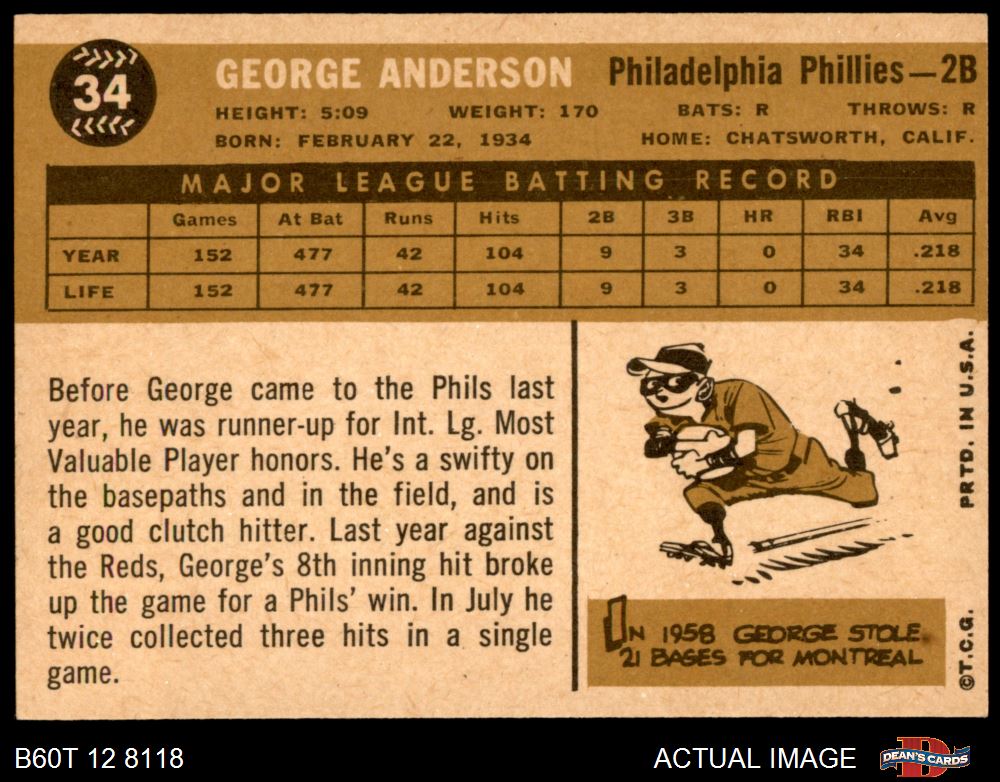 34
GEORGE ANDERSON Philadelphia Phillies—2B
HEIGHT: 5:09 WEIGHT: 170 BATS: R THROWS: R
BORN: FEBRUARY 22, 1934 HOME: CHATSWORTH, CALIF.
MAJOR LEAGUE BATTING RECORD
Games At Bat Runs Hits 2B 3B HR RBI Avg
YEAR 152 477 42 104 9 3 0 34 .218
LIFE 152 477 42 104 9 3 0 34 .218
Before George came to the Phils last
year, he was runner-up for Int. Lg. Most
Valuable Player honors. He's a swifty on
the basepaths and in the field, and is
a good clutch hitter. Last year against
the Reds, George's 8th inning hit broke
up the game for a Phils' win. In July he
twice collected three hits in a single
game.
IN 1958 GEORGE STOLE
21 BASES FOR MONTREAL
©T.C.G. PRTD. IN U.S.A.
B60T 12 8118 ACTUAL IMAGE DEAN'S CARDS